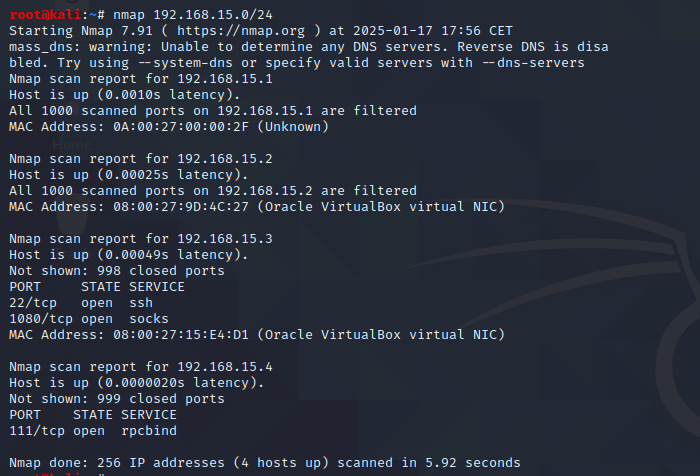 root@kali:~# nmap 192.168.15.0/24
Starting Nmap 7.91 ( https://nmap.org ) at 2025-01-17 17:56 CET
mass_dns: warning: Unable to determine any DNS servers. Reverse DNS is disa
bled. Try using --system-dns or specify valid servers with --dns-servers
Nmap scan report for 192.168.15.1
Host is up (0.0010s latency).
All 1000 scanned ports on 192.168.15.1 are filtered
MAC Address: 0A:00:27:00:00:2F (Unknown)
Home
Nmap scan report for 192.168.15.2
Host is up (0.00025s latency).
All 1000 scanned ports on 192.168.15.2 are filtered
MAC Address: 08:00:27:9D:4C:27 (Oracle VirtualBox virtual NIC)
Nmap scan report for 192.168.15.3
Host is up (0.00049s latency).
Not shown: 998 closed ports
PORT     STATE SERVICE
22/tcp   open  ssh
1080/tcp open  socks
MAC Address: 08:00:27:15:E4:D1 (Oracle VirtualBox virtual NIC)
Nmap scan report for 192.168.15.4
Host is up (0.0000020s latency).
Not shown: 999 closed ports
PORT    STATE SERVICE
111/tcp open  rpcbind
Nmap done: 256 IP addresses (4 hosts up) scanned in 5.92 seconds